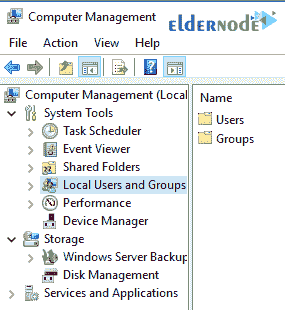 Computer Management
eldernode
File Action View Help
Computer Management (Local
System Tools
Task Scheduler
Event Viewer
Shared Folders
Local Users and Groups
Performance
Device Manager
Storage
Windows Server Backup
Disk Management
Services and Applications
Name
Users
Groups